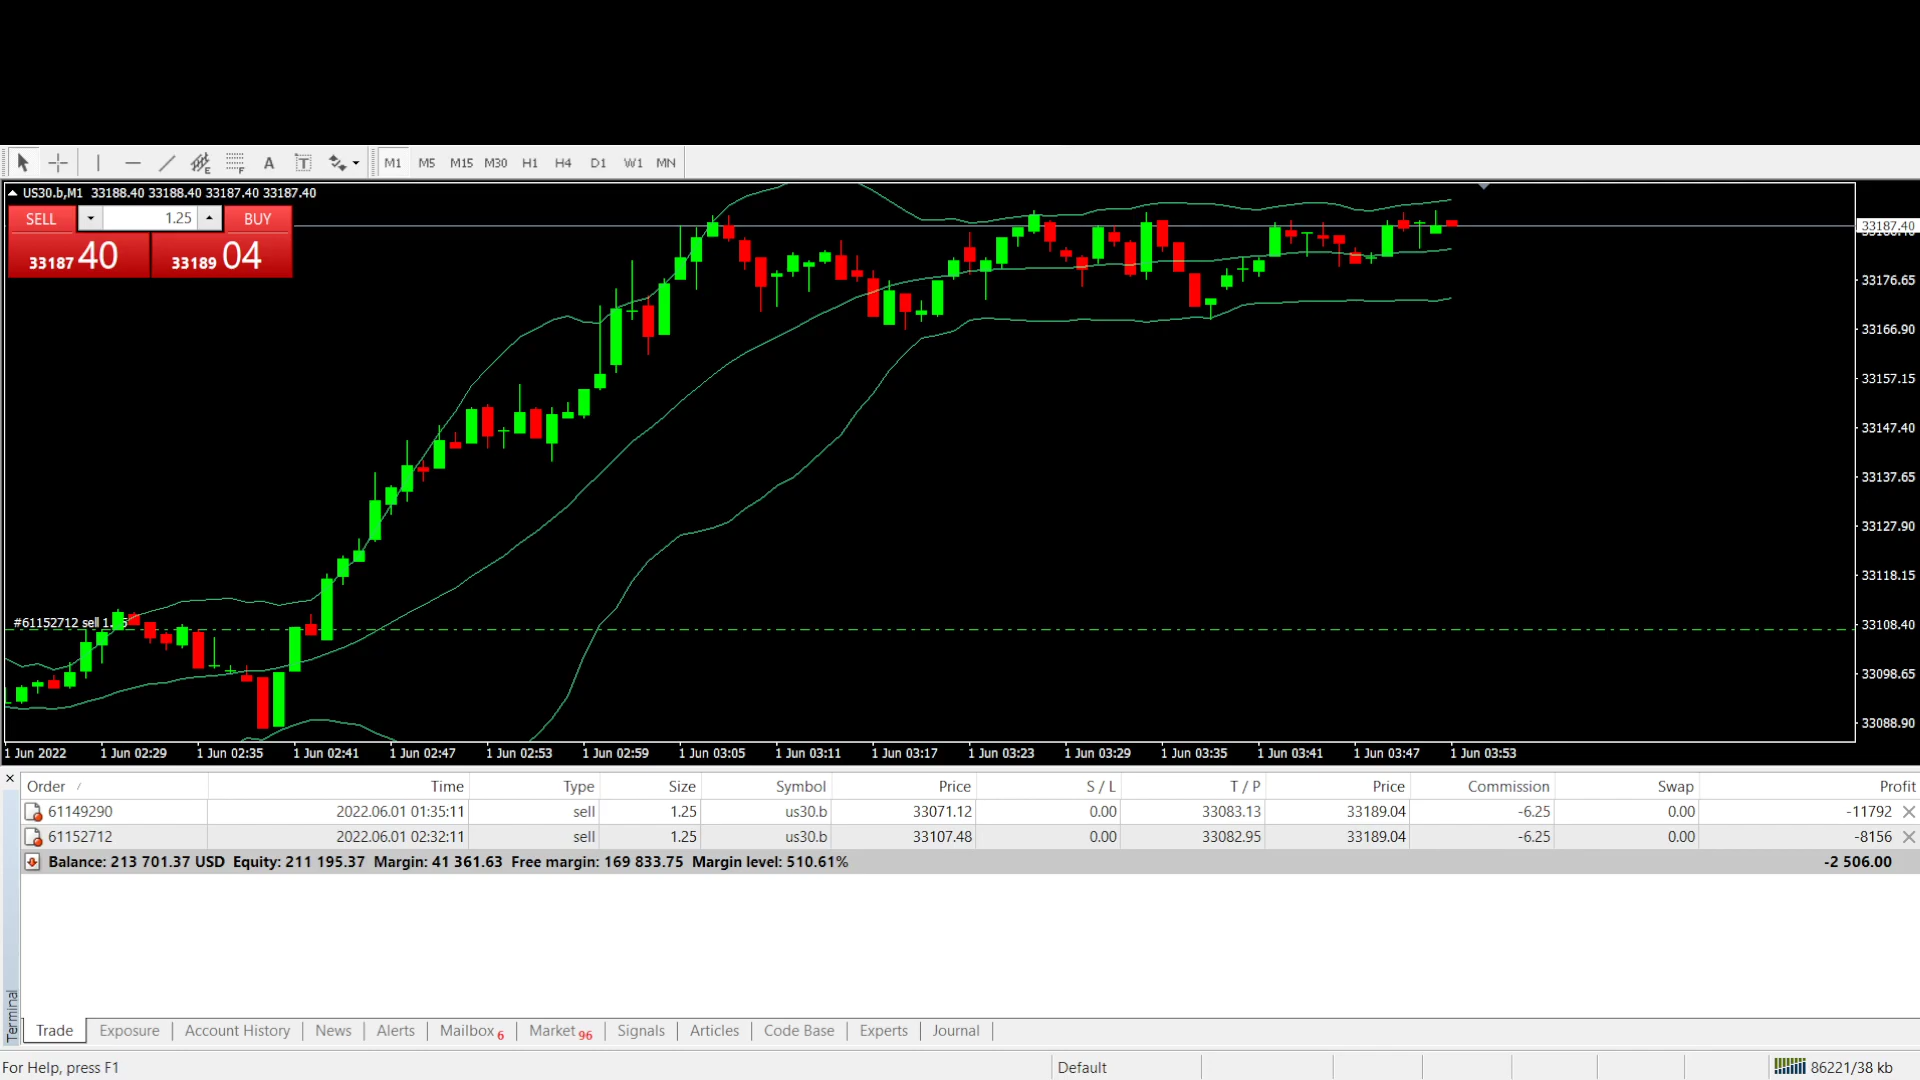 A T M1 M5 M15 M30 H1 H4 D1 W1 MN
US30.b,M1 33188.40 33188.40 33187.40 33187.40
SELL 1.25 BUY
33187 40 33189 04
33187.40
33176.65
33166.90
33157.15
33147.40
33137.65
33127.90
33118.15
#61152712 sell
33108.40
33098.65
33088.90
1 Jun 2022 1 Jun 02:29 1 Jun 02:35 1 Jun 02:41 1 Jun 02:47 1 Jun 02:53 1 Jun 02:59 1 Jun 03:05 1 Jun 03:11 1 Jun 03:17 1 Jun 03:23 1 Jun 03:29 1 Jun 03:35 1 Jun 03:41 1 Jun 03:47 1 Jun 03:53
Order / Time Type Size Symbol Price S / L T / P Price Commission Swap Profit
61149290 2022.06.01 01:35:11 sell 1.25 us30.b 33071.12 0.00 33083.13 33189.04 -6.25 0.00 -11792
61152712 2022.06.01 02:32:11 sell 1.25 us30.b 33107.48 0.00 33082.95 33189.04 -6.25 0.00 -8156
Balance: 213 701.37 USD Equity: 211 195.37 Margin: 41 361.63 Free margin: 169 833.75 Margin level: 510.61% -2 506.00
Terminal
Trade Exposure Account History News Alerts Mailbox 6 Market 96 Signals Articles Code Base Experts Journal
For Help, press F1 Default 86221/38 kb